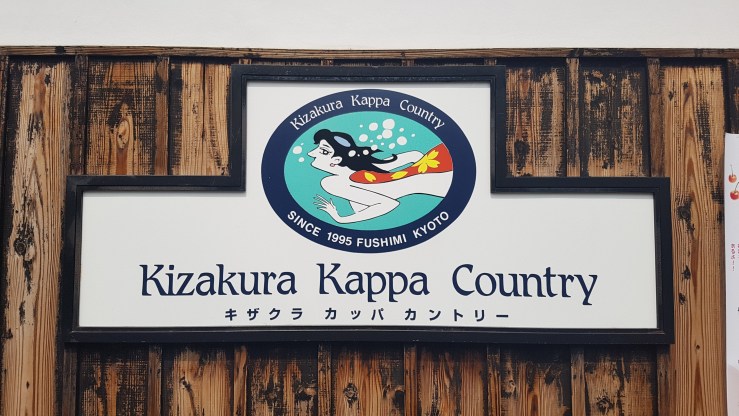 Kizakura Kappa Country
SINCE 1995 FUSHIMI KYOTO
Kizakura Kappa Country
キザクラ カッパ カントリー